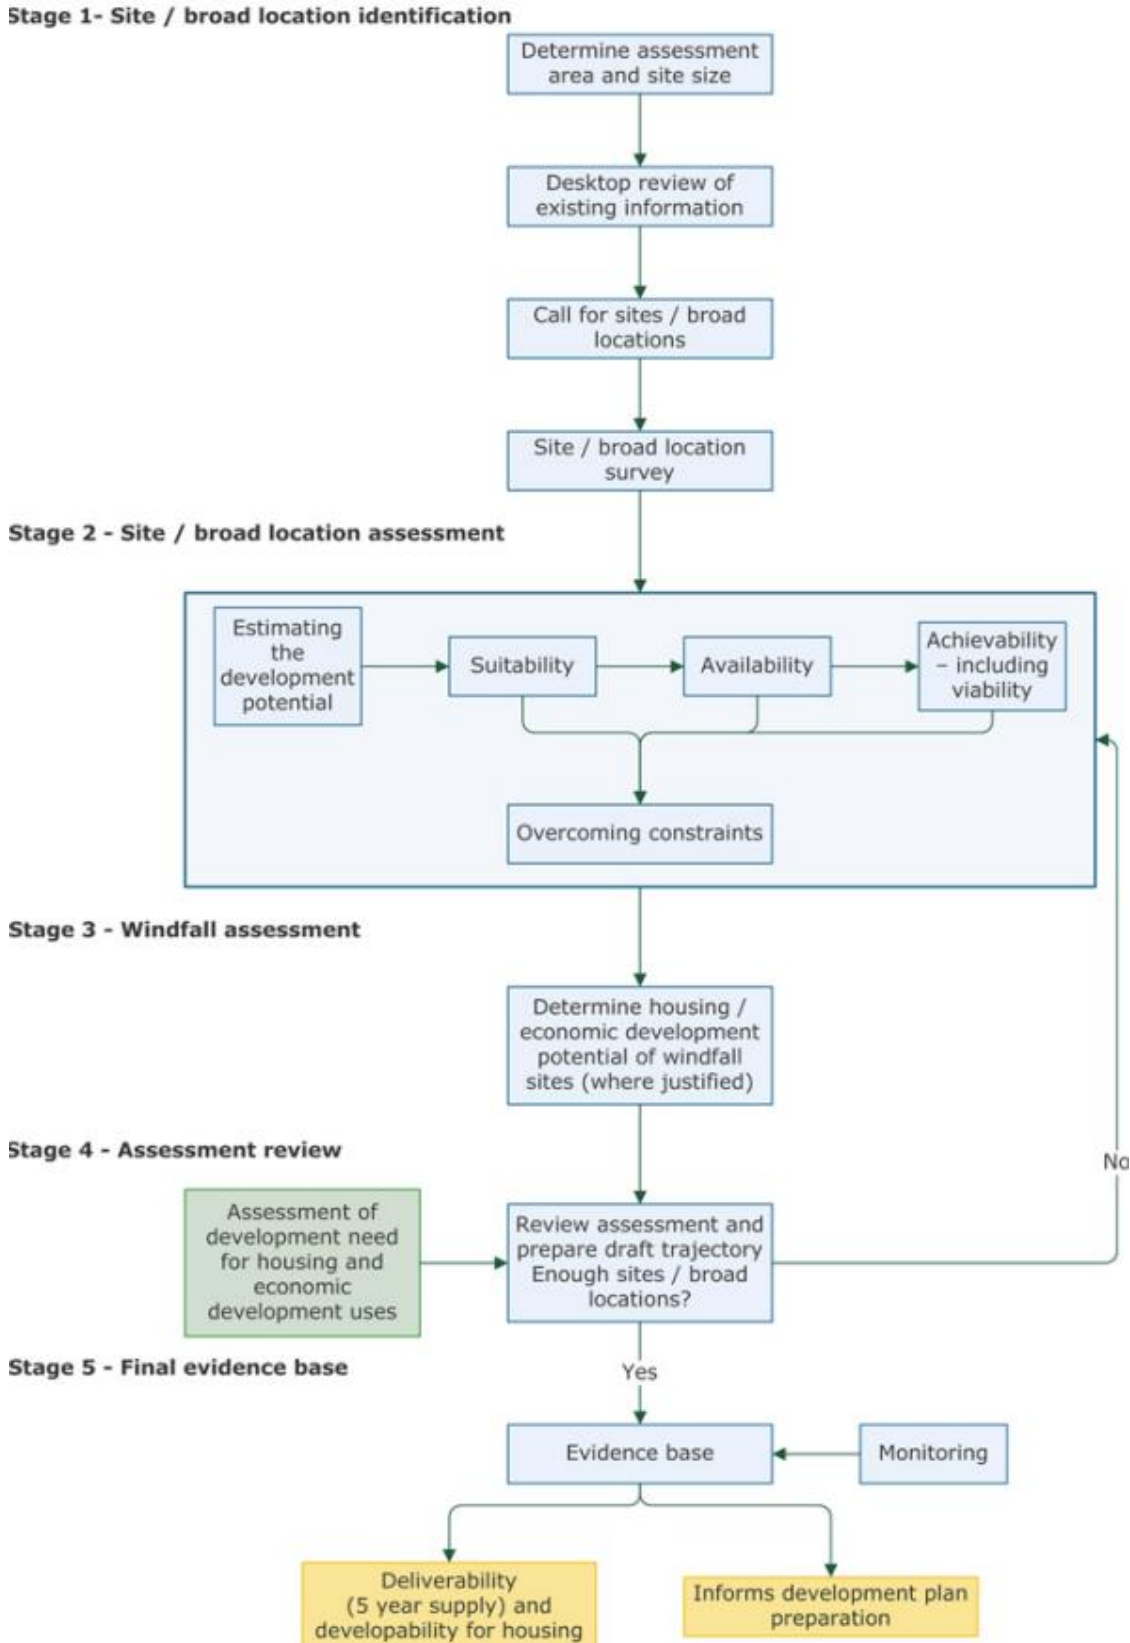 Stage 1- Site / broad location identification
Determine assessment
area and site size
Desktop review of
existing information
Call for sites / broad
locations
Site / broad location
survey
Stage 2 - Site / broad location assessment
Estimating
the
development
potential
Suitability
Availability
Achievability
– including
viability
Overcoming constraints
Stage 3 - Windfall assessment
Determine housing /
economic development
potential of windfall
sites (where justified)
Stage 4 - Assessment review
No
Assessment of
development need
for housing and
economic
development uses
Review assessment and
prepare draft trajectory
Enough sites / broad
locations?
Stage 5 - Final evidence base
Yes
Evidence base
Monitoring
Deliverability
(5 year supply) and
developability for housing
Informs development plan
preparation